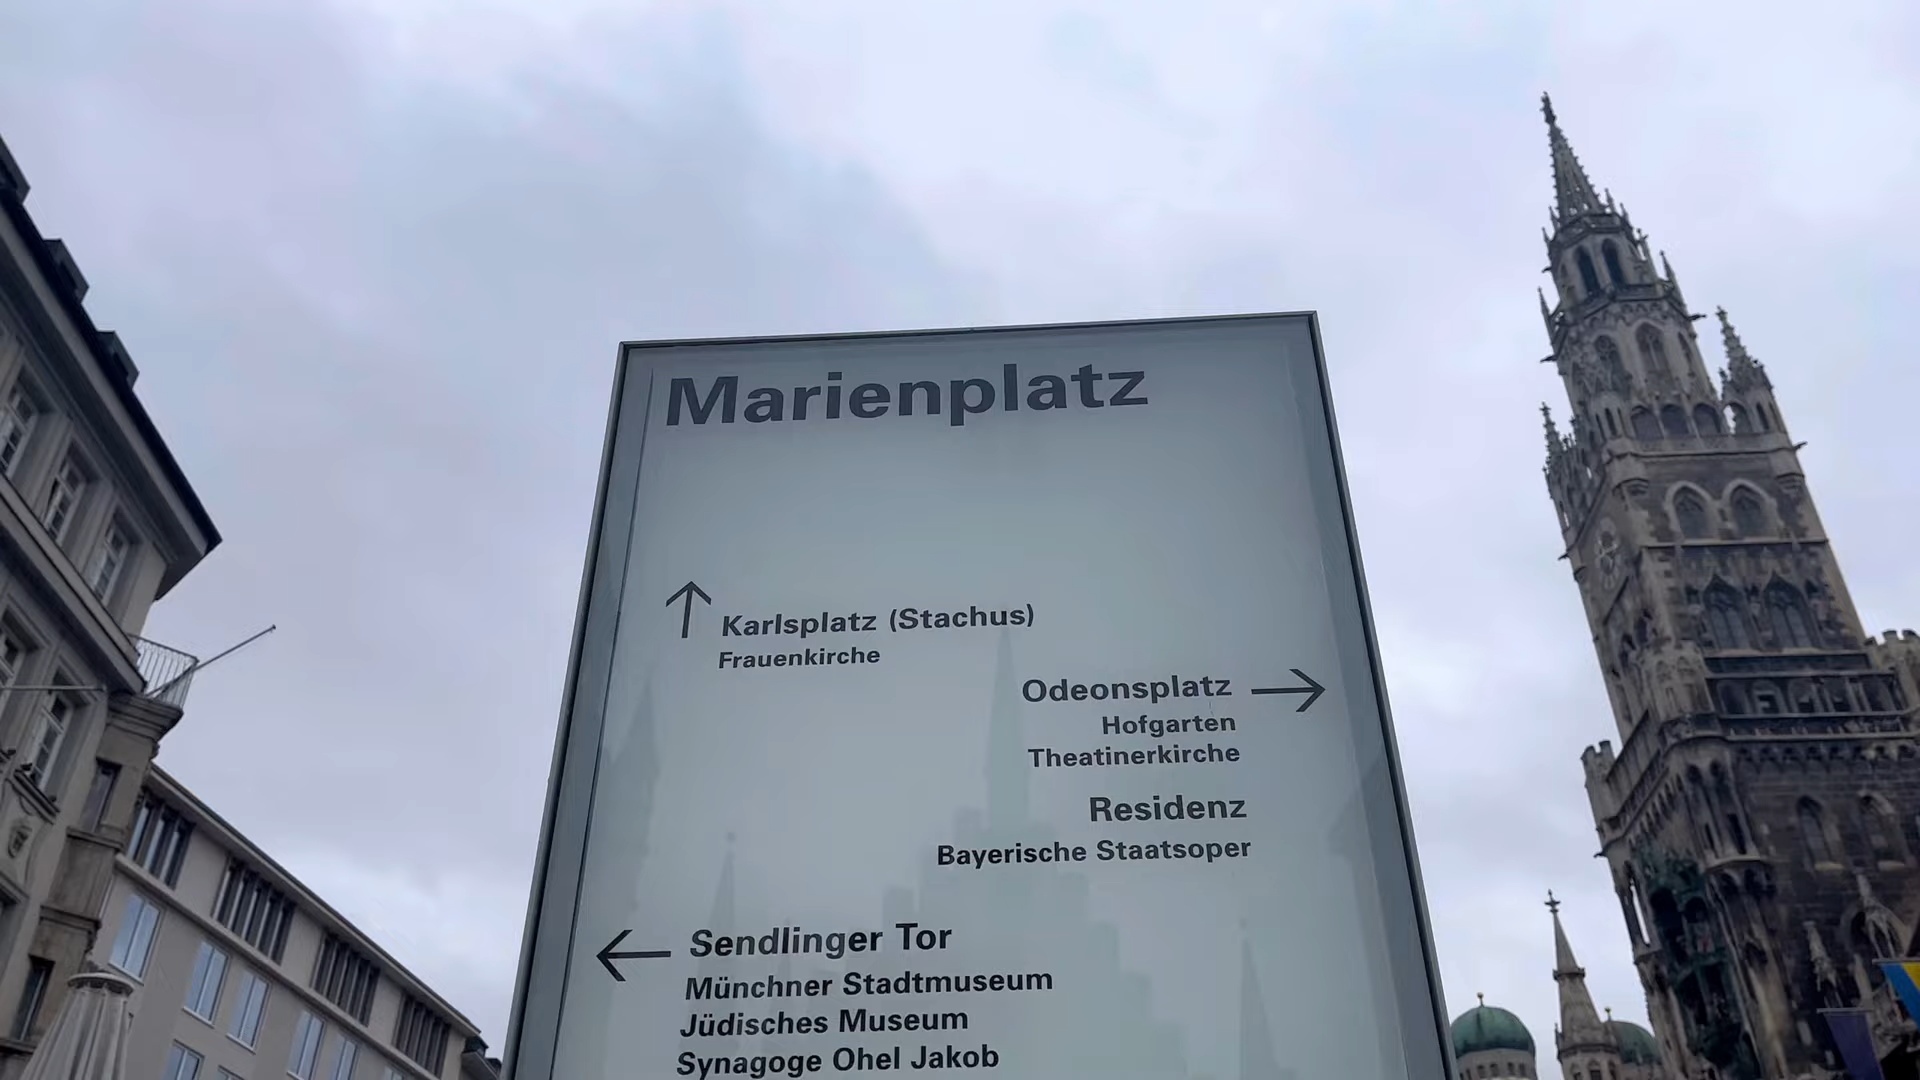 Marienplatz
Karlsplatz (Stachus)
Frauenkirche
Odeonsplatz
Hofgarten
Theatinerkirche
Residenz
Bayerische Staatsoper
Sendlinger Tor
Münchner Stadtmuseum
Jüdisches Museum
Synagoge Ohel Jakob